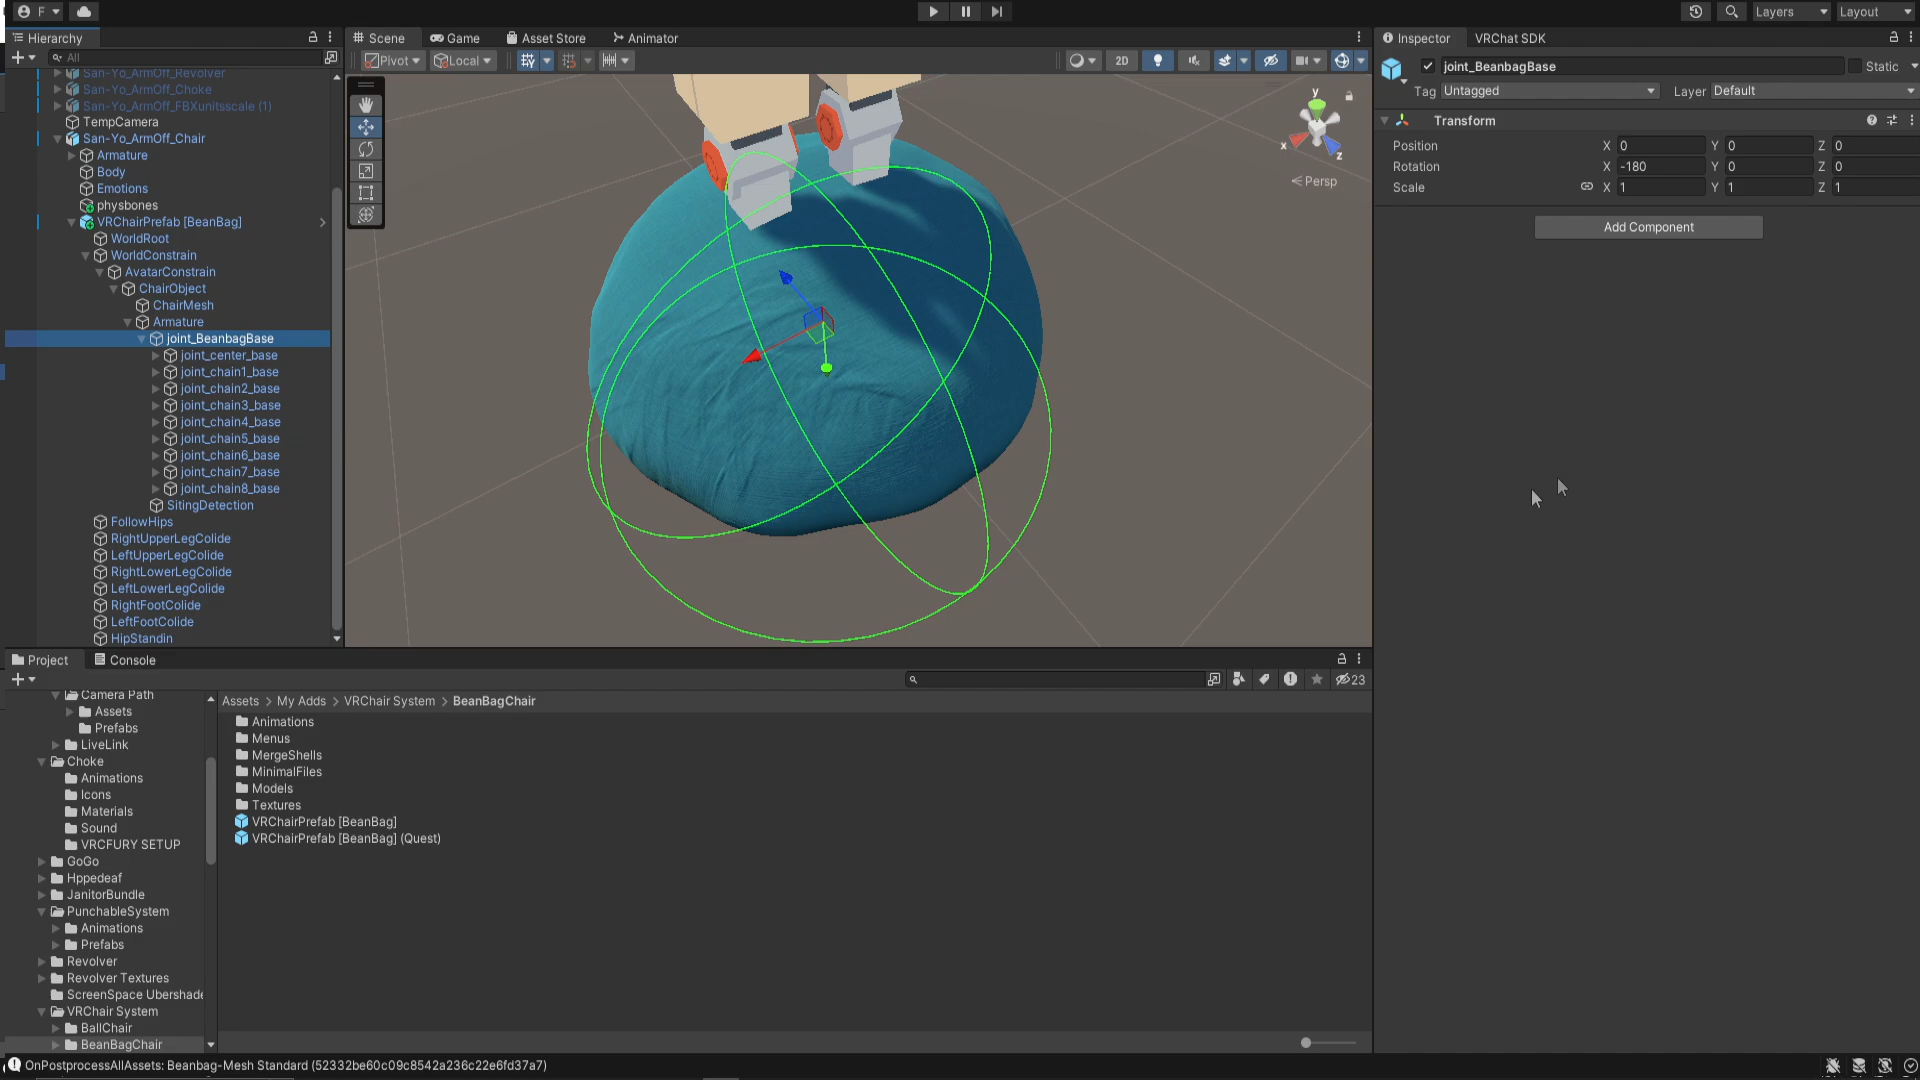 F
Layers
Layout
Hierarchy
Scene
Game
Asset Store
Animator
Inspector
VRChat SDK
All
Pivot
Local
2D
San-Yo_ArmOff_Revolver
San-Yo_ArmOff_Choke
San-Yo_ArmOff_FBXunitsscale (1)
TempCamera
San-Yo_ArmOff_Chair
Armature
Body
Emotions
physbones
VRChairPrefab [BeanBag]
WorldRoot
WorldConstrain
AvatarConstrain
ChairObject
ChairMesh
Armature
joint_BeanbagBase
joint_center_base
joint_chain1_base
joint_chain2_base
joint_chain3_base
joint_chain4_base
joint_chain5_base
joint_chain6_base
joint_chain7_base
joint_chain8_base
SitingDetection
FollowHips
RightUpperLegColide
LeftUpperLegColide
RightLowerLegColide
LeftLowerLegColide
RightFootColide
LeftFootColide
HipStandin
y
x
z
Persp
joint_BeanbagBase
Static
Tag Untagged
Layer Default
Transform
Position X 0 Y 0 Z 0
Rotation X -180 Y 0 Z 0
Scale X 1 Y 1 Z 1
Add Component
Project
Console
23
Camera Path
Assets
Prefabs
LiveLink
Choke
Animations
Icons
Materials
Sound
VRCFURY SETUP
GoGo
Hppedeaf
JanitorBundle
PunchableSystem
Animations
Prefabs
Revolver
Revolver Textures
ScreenSpace Ubershade
VRChair System
BallChair
BeanBagChair
Assets > My Adds > VRChair System > BeanBagChair
Animations
Menus
MergeShells
MinimalFiles
Models
Textures
VRChairPrefab [BeanBag]
VRChairPrefab [BeanBag] (Quest)
OnPostprocessAllAssets: Beanbag-Mesh Standard (52332be60c09c8542a236c22e6fd37a7)